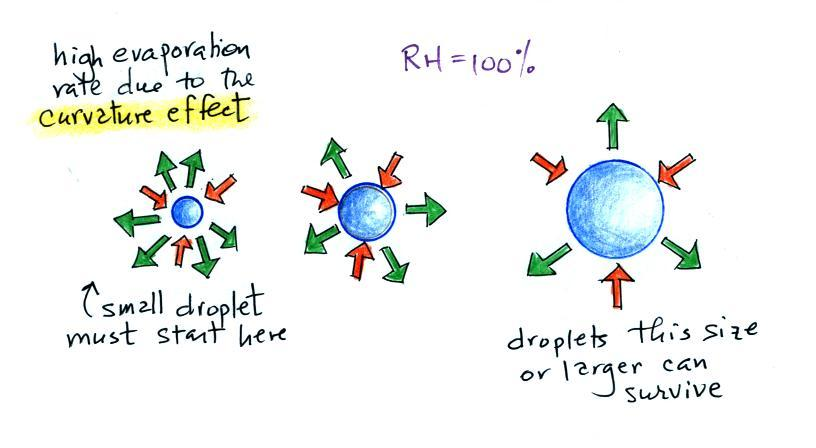 high evaporation
rate due to the
curvature effect
RH = 100%
small droplet
must start here
droplets this size
or larger can
survive